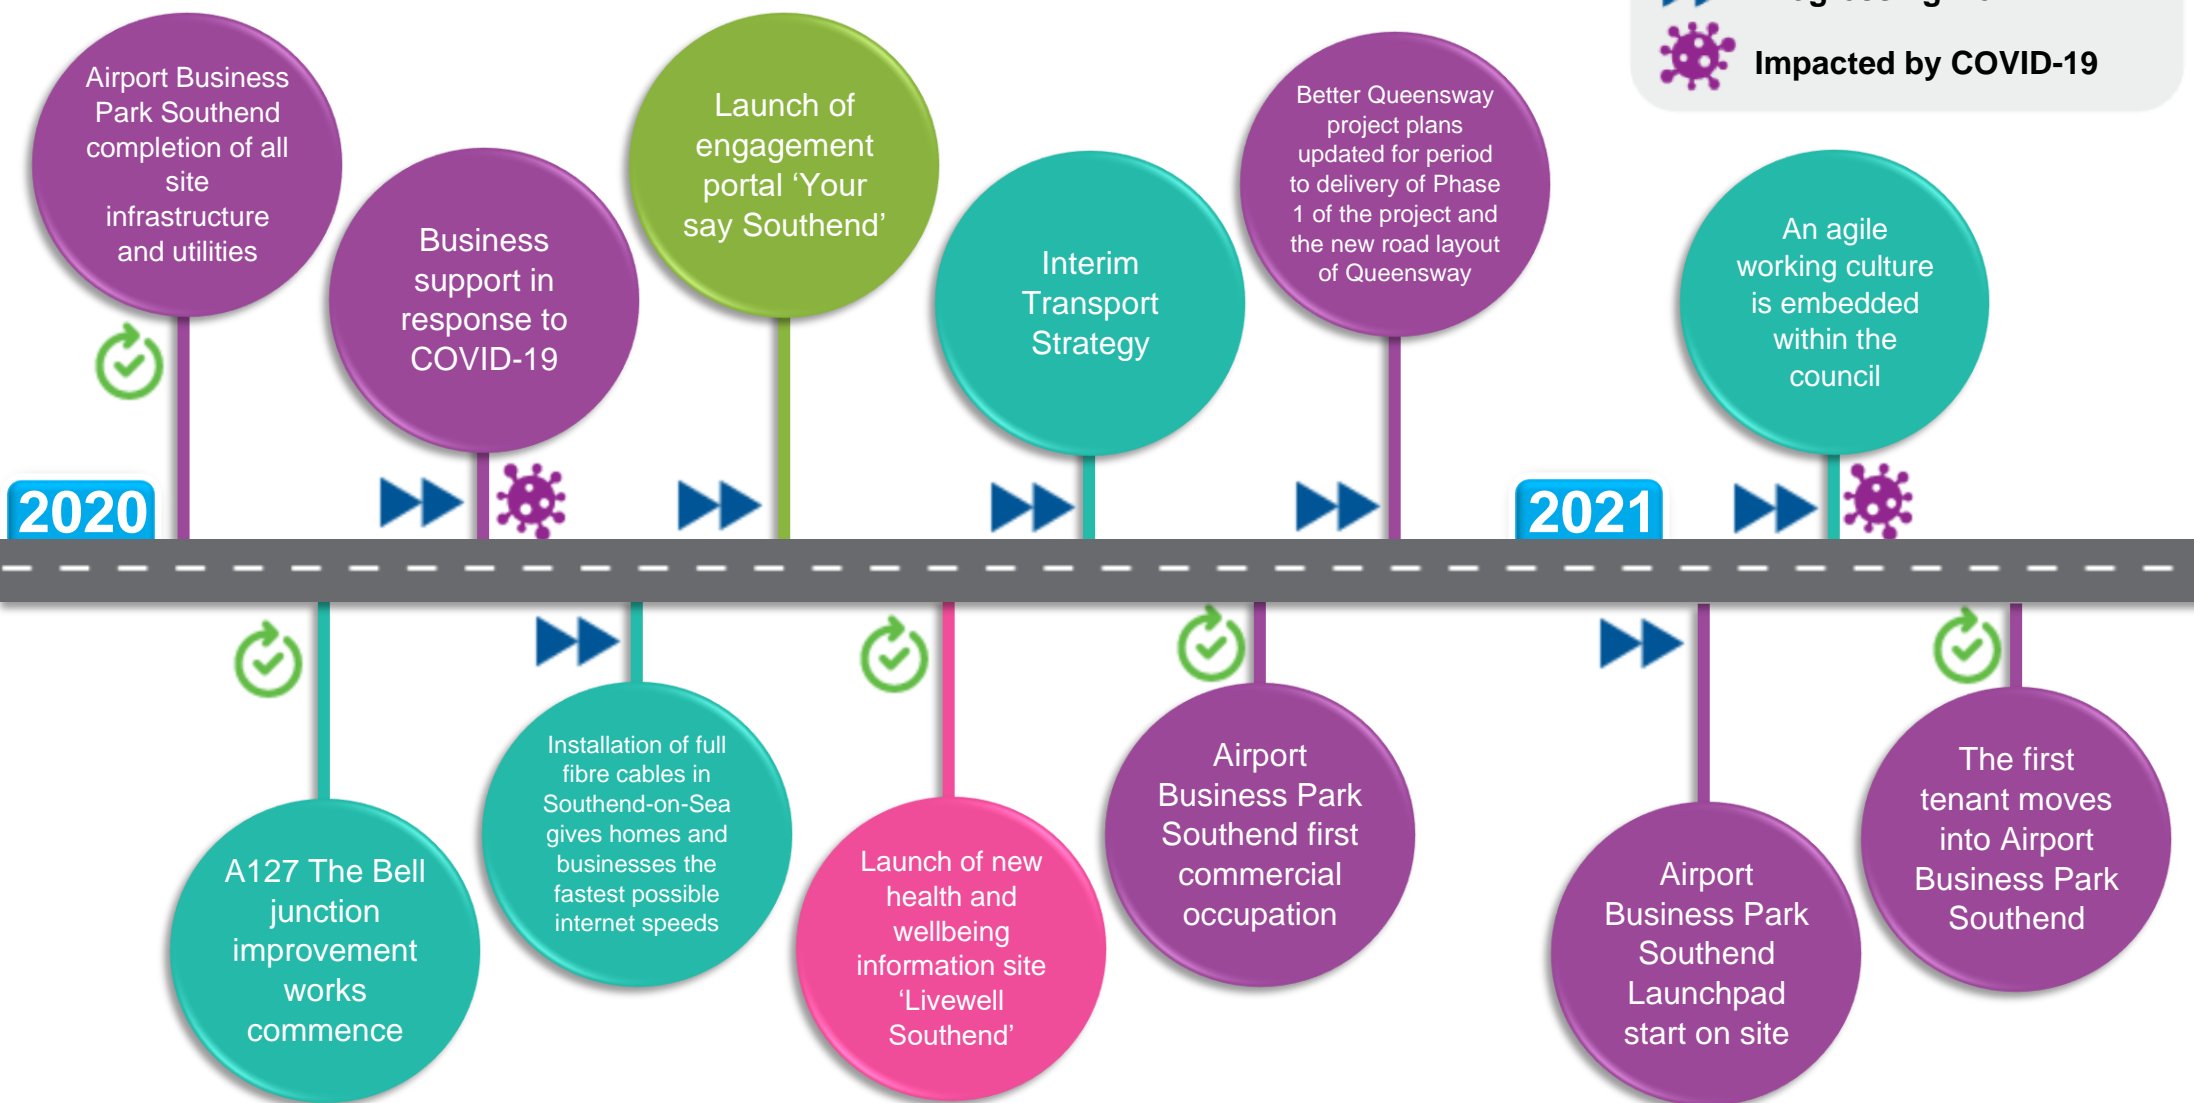 Impacted by COVID-19
Airport Business
Park Southend
completion of all
site
infrastructure
and utilities
Business
support in
response to
COVID-19
Launch of
engagement
portal ‘Your
say Southend’
Interim
Transport
Strategy
Better Queensway
project plans
updated for period
to delivery of Phase
1 of the project and
the new road layout
of Queensway
An agile
working culture
is embedded
within the
council
2020
2021
A127 The Bell
junction
improvement
works
commence
Installation of full
fibre cables in
Southend-on-Sea
gives homes and
businesses the
fastest possible
internet speeds
Launch of new
health and
wellbeing
information site
‘Livewell
Southend’
Airport
Business Park
Southend first
commercial
occupation
Airport
Business Park
Southend
Launchpad
start on site
The first
tenant moves
into Airport
Business Park
Southend